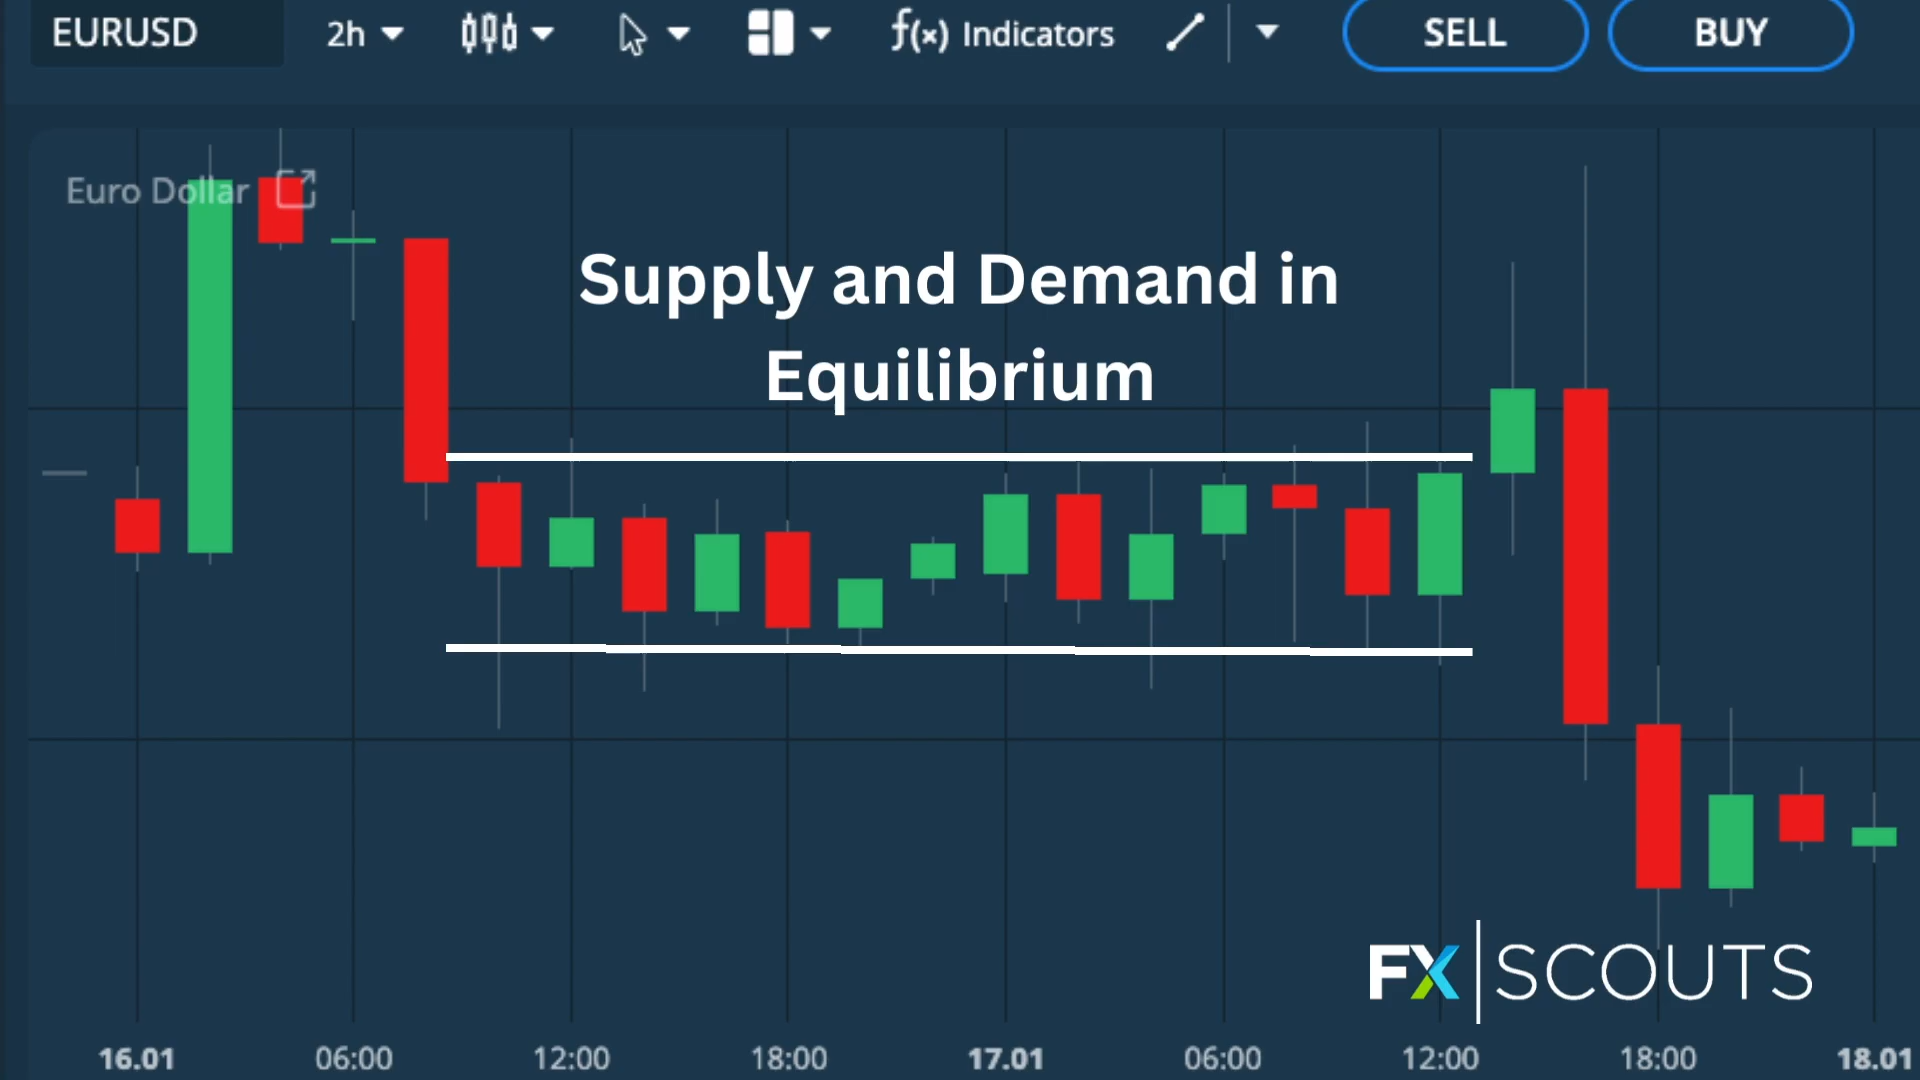 EURUSD 2h f(x) Indicators SELL BUY
Euro Dollar
Supply and Demand in
Equilibrium
FX|SCOUTS
16.01 06:00 12:00 18:00 17.01 06:00 12:00 18:00 18.01